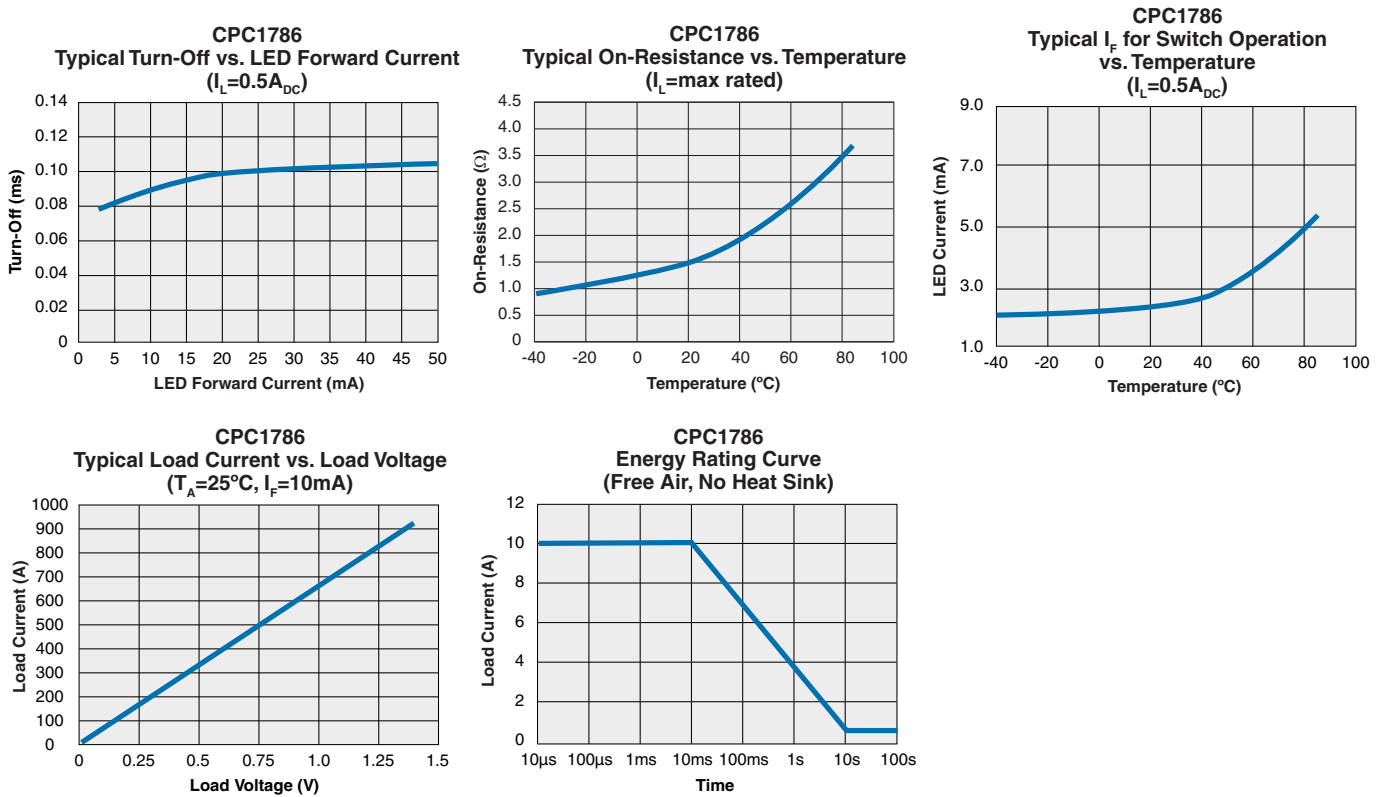 CPC1786
Typical Turn-Off vs. LED Forward Current
(IL=0.5ADC)
0.14
0.12
0.10
0.08
0.06
0.04
0.02
0
Turn-Off (ms)
0 5 10 15 20 25 30 35 40 45 50
LED Forward Current (mA)
CPC1786
Typical On-Resistance vs. Temperature
(IL=max rated)
4.5
4.0
3.5
3.0
2.5
2.0
1.5
1.0
0.5
0
On-Resistance (Ω)
-40 -20 0 20 40 60 80 100
Temperature (ºC)
CPC1786
Typical IF for Switch Operation
vs. Temperature
(IL=0.5ADC)
9.0
7.0
5.0
3.0
1.0
LED Current (mA)
-40 -20 0 20 40 60 80 100
Temperature (ºC)
CPC1786
Typical Load Current vs. Load Voltage
(TA=25ºC, IF=10mA)
1000
900
800
700
600
500
400
300
200
100
0
Load Current (A)
0 0.25 0.5 0.75 1.0 1.25 1.5
Load Voltage (V)
CPC1786
Energy Rating Curve
(Free Air, No Heat Sink)
12
10
8
6
4
2
0
Load Current (A)
10µs 100µs 1ms 10ms 100ms 1s 10s 100s
Time